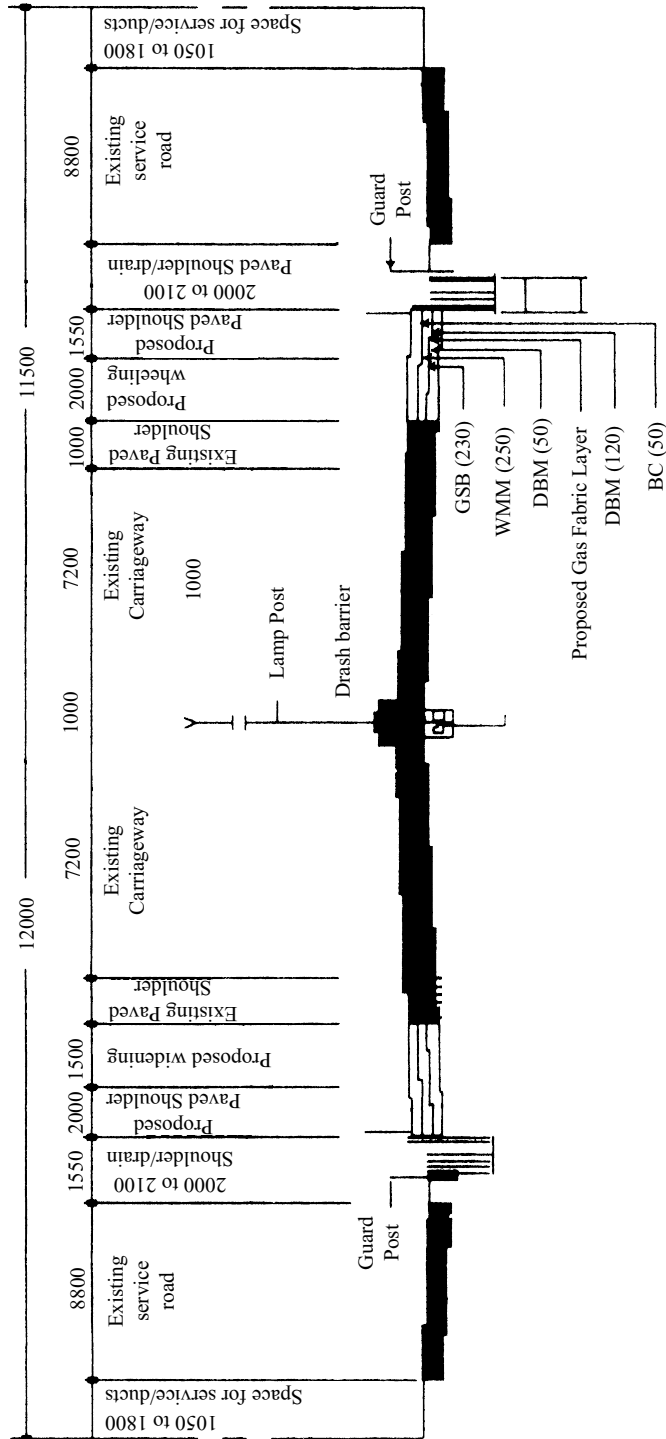 12000
11500
8800
1550
2000
1500
7200
1000
7200
1000
2000
1550
8800
Space for service/ducts
1050 to 1800
Existing
service
road
Shoulder/drain
2000 to 2100
Paved Shoulder
Proposed
Proposed widening
Shoulder
Existing Paved
Existing
Carriageway
Existing
Carriageway
1000
Shoulder
Existing Paved
wheeling
Proposed
Paved Shoulder
Proposed
Paved Shoulder/drain
2000 to 2100
Existing
service
road
Space for service/ducts
1050 to 1800
Guard
Post
Lamp Post
Drash barrier
Guard
Post
GSB (230)
WMM (250)
DBM (50)
Proposed Gas Fabric Layer
DBM (120)
BC (50)